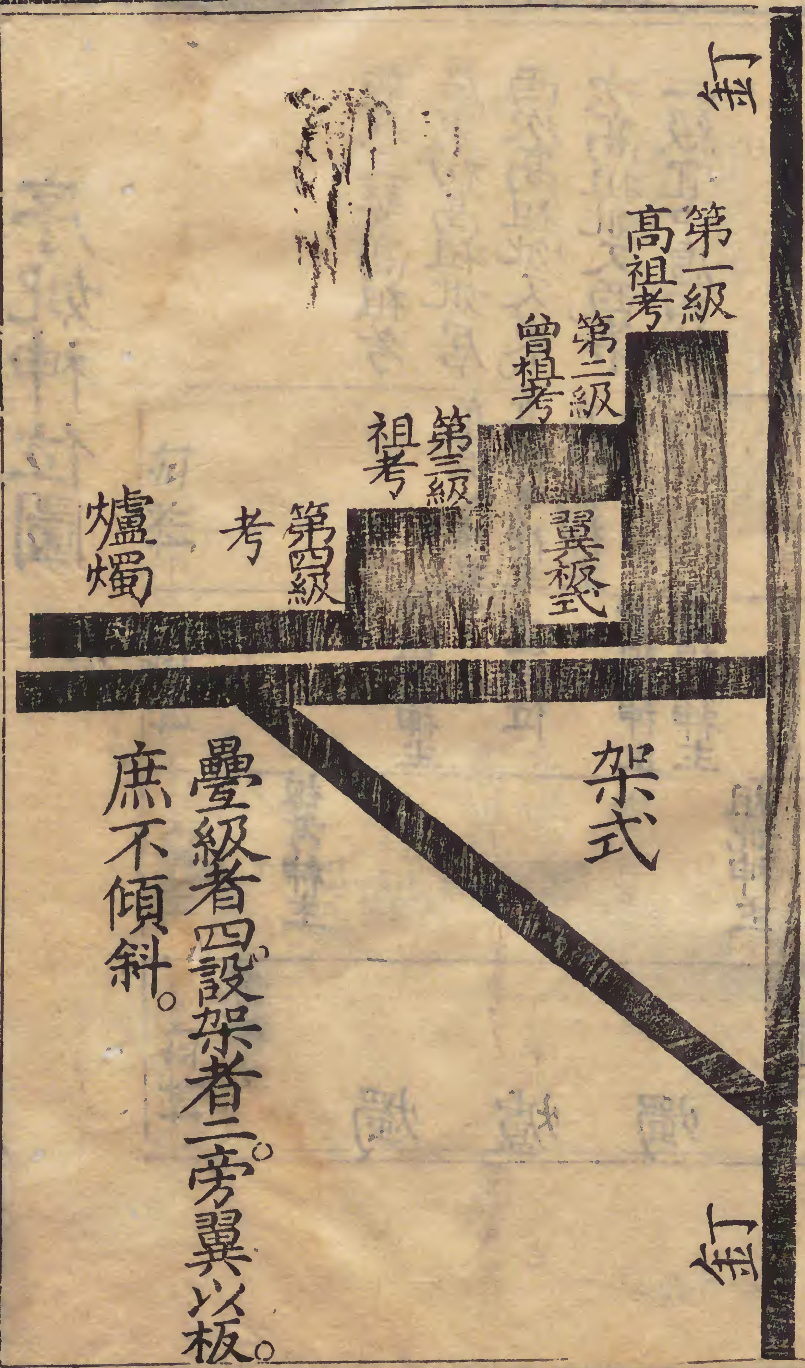 釘
第一級
高祖考
第二級
曾祖考
第三級
祖考
第四級
考
爐燭
翼板式
架式
疊級者四。設架者二。旁翼以板。
庶不傾斜。
釘